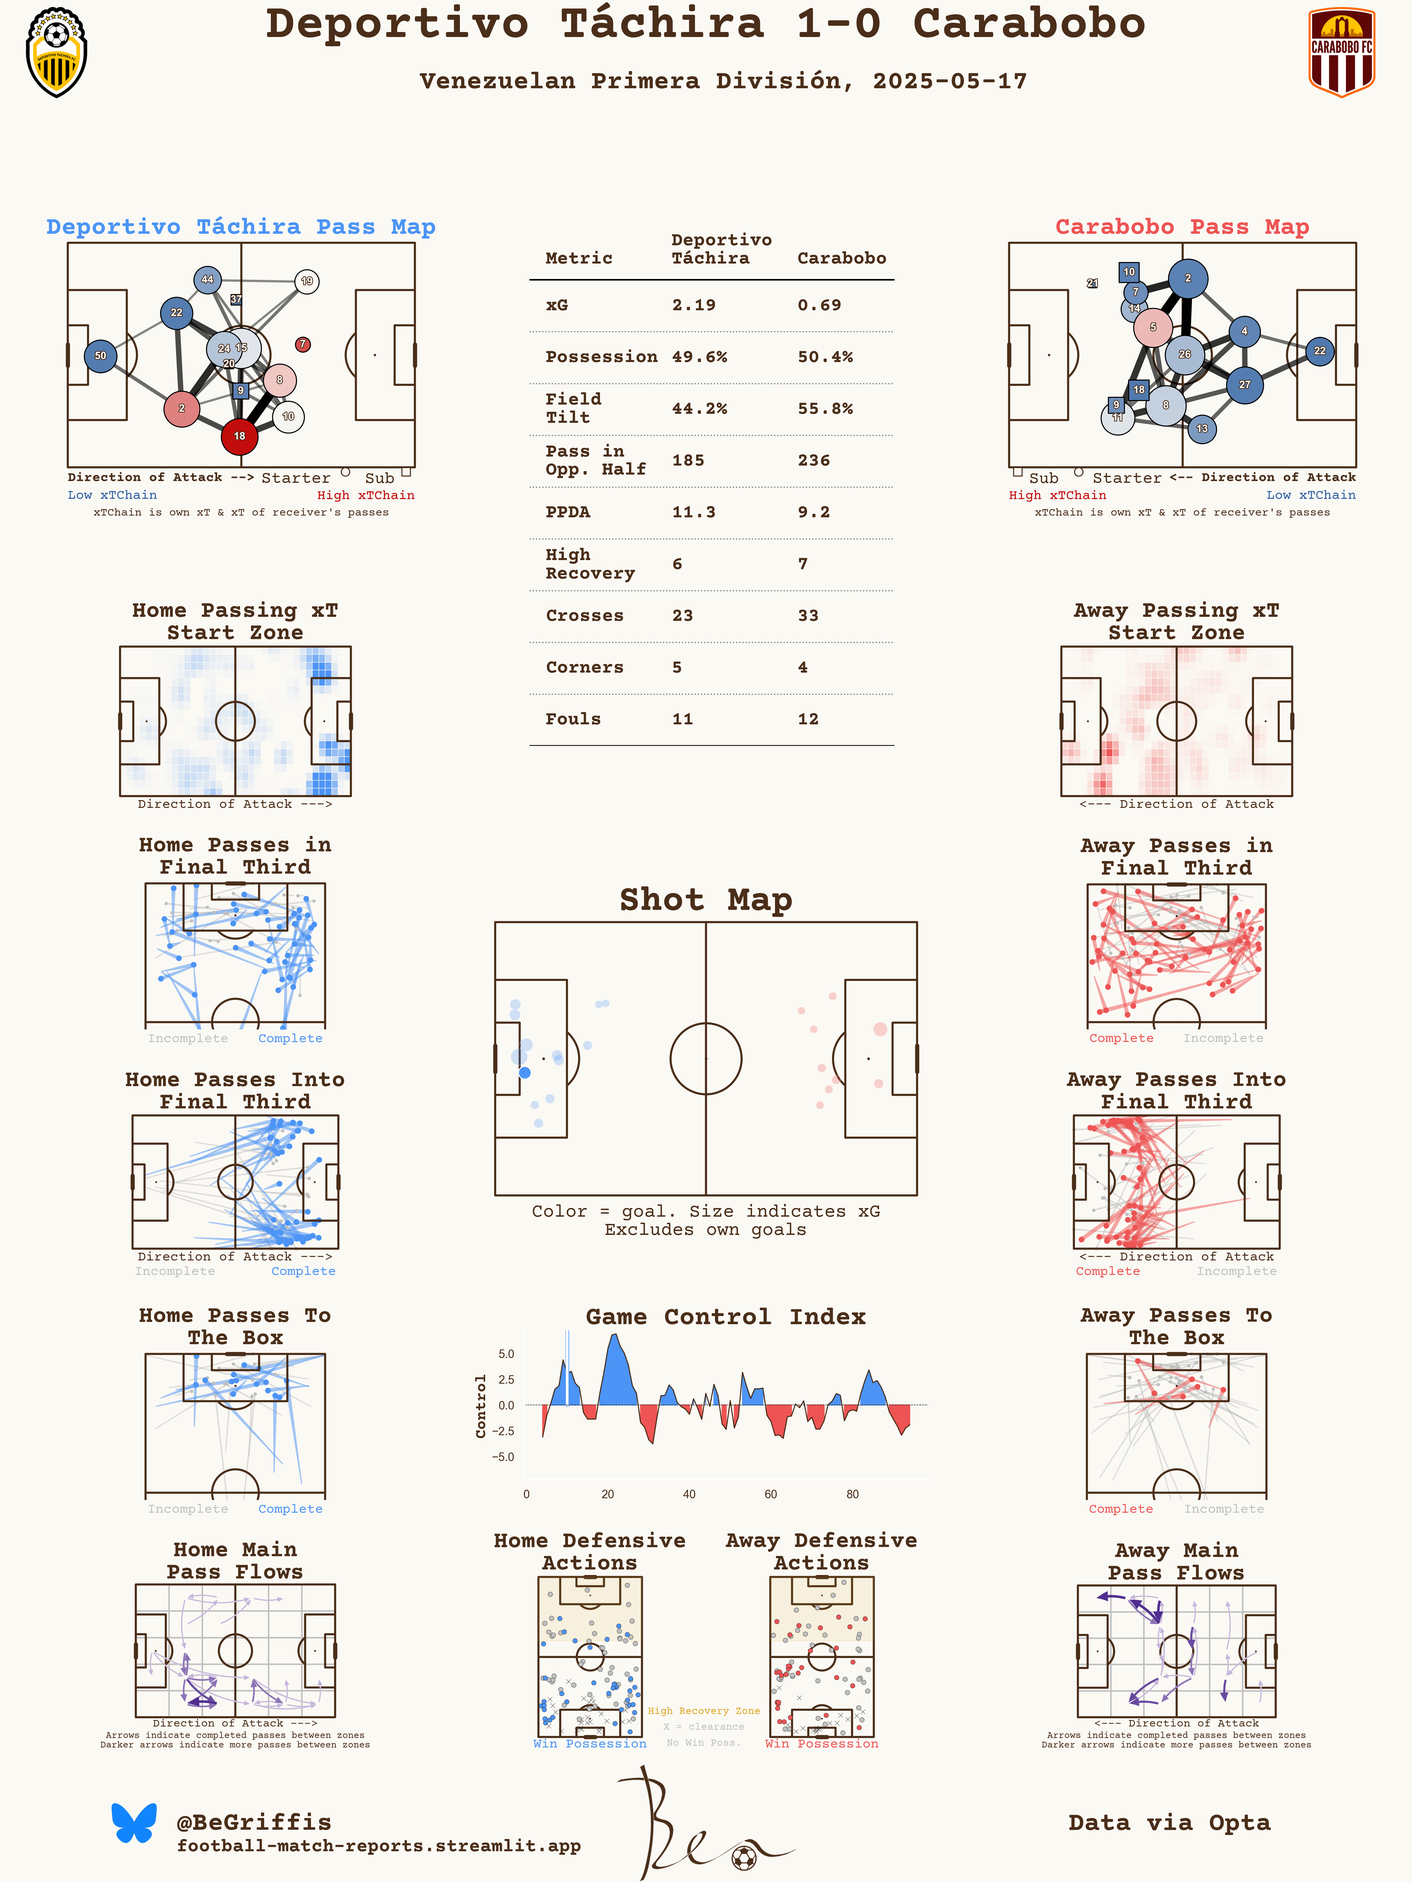 Deportivo Táchira 1-0 Carabobo
Venezuelan Primera División, 2025-05-17
CARABOBO FC
Deportivo Táchira Pass Map
44
19
37
22
24
15
20
7
50
8
9
2
10
18
Direction of Attack --> Starter Sub
Low xTChain High xTChain
xTChain is own xT & xT of receiver's passes
Metric Deportivo Táchira Carabobo
xG 2.19 0.69
Possession 49.6% 50.4%
Field Tilt 44.2% 55.8%
Pass in Opp. Half 185 236
PPDA 11.3 9.2
High Recovery 6 7
Crosses 23 33
Corners 5 4
Fouls 11 12
Carabobo Pass Map
21
10
2
7
14
5
4
26
22
27
18
9
8
11
13
Sub Starter <-- Direction of Attack
High xTChain Low xTChain
xTChain is own xT & xT of receiver's passes
Home Passing xT
Start Zone
Direction of Attack --->
Away Passing xT
Start Zone
<--- Direction of Attack
Home Passes in
Final Third
Incomplete Complete
Away Passes in
Final Third
Complete Incomplete
Shot Map
Color = goal. Size indicates xG
Excludes own goals
Home Passes Into
Final Third
Direction of Attack --->
Incomplete Complete
Away Passes Into
Final Third
<--- Direction of Attack
Complete Incomplete
Home Passes To
The Box
Incomplete Complete
Game Control Index
Control
5.0
2.5
0.0
−2.5
−5.0
0 20 40 60 80
Away Passes To
The Box
Complete Incomplete
Home Main
Pass Flows
Direction of Attack --->
Arrows indicate completed passes between zones
Darker arrows indicate more passes between zones
Home Defensive
Actions
Win Possession
High Recovery Zone
X = clearance
No Win Poss.
Away Defensive
Actions
Win Possession
Away Main
Pass Flows
<--- Direction of Attack
Arrows indicate completed passes between zones
Darker arrows indicate more passes between zones
@BeGriffis
football-match-reports.streamlit.app
Ben
Data via Opta